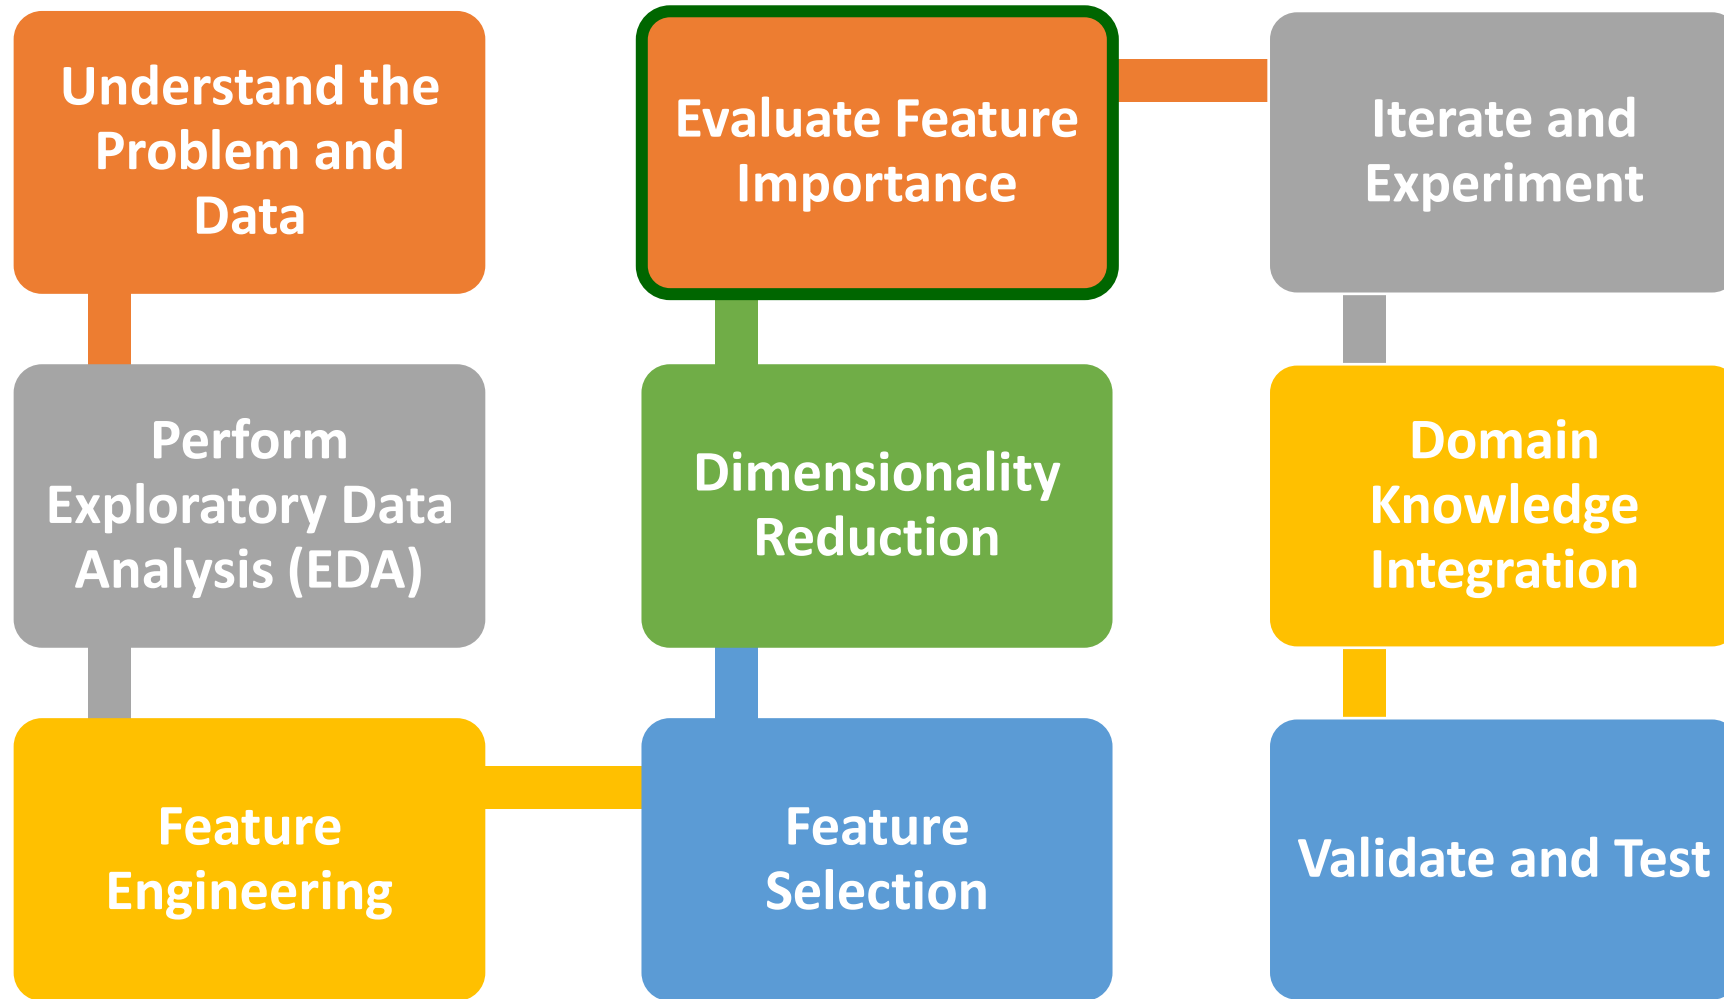 Understand the
Problem and
Data
Perform
Exploratory Data
Analysis (EDA)
Feature
Engineering
Feature
Selection
Dimensionality
Reduction
Evaluate Feature
Importance
Iterate and
Experiment
Domain
Knowledge
Integration
Validate and Test